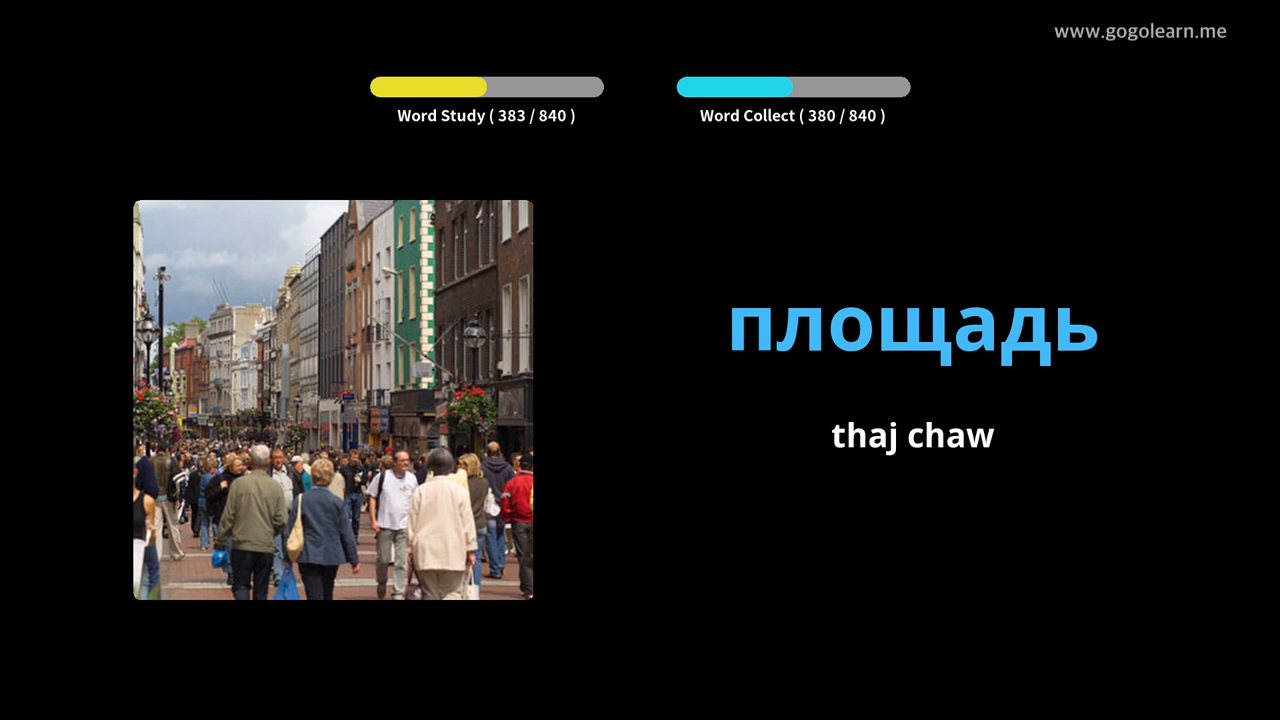 www.gogolearn.me
Word Study ( 383 / 840 )
Word Collect ( 380 / 840 )
площадь
thaj chaw